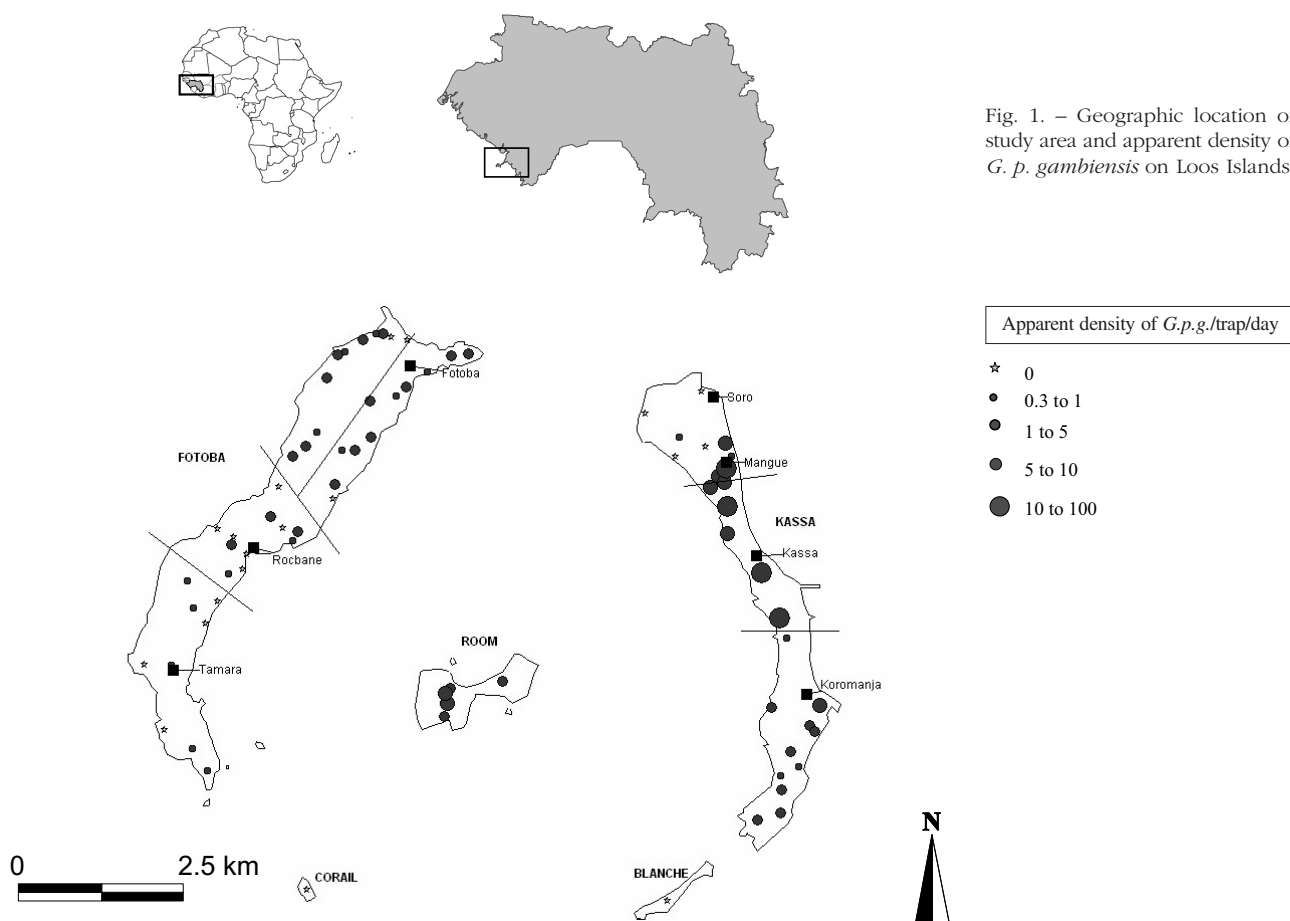 Fig. 1. – Geographic location o
study area and apparent density o
G. p. gambiensis on Loos Islands
Apparent density of G.p.g./trap/day
0
0.3 to 1
1 to 5
5 to 10
10 to 100
Fotoba
FOTOBA
Rocbane
Tamara
ROOM
Soro
Mangue
KASSA
Kassa
Koromanja
0 2.5 km
CORAIL
BLANCHE
N